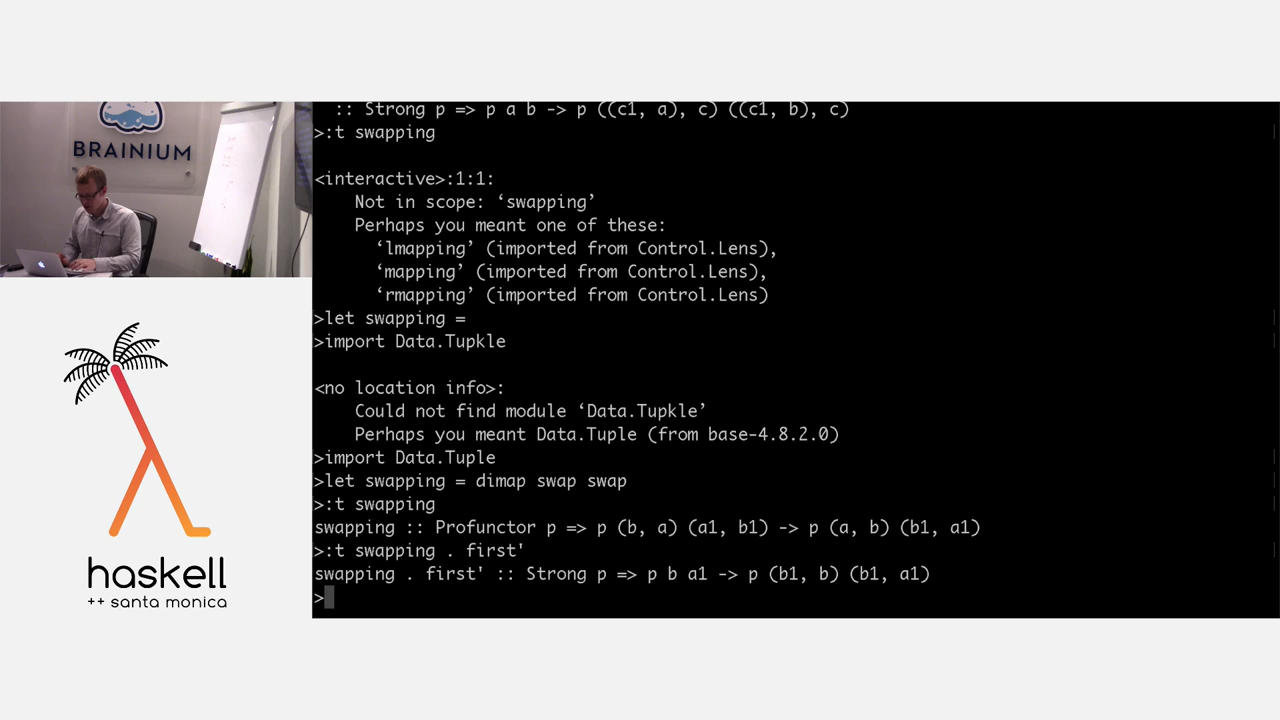 BRAINIUM
:: Strong p => p a b -> p ((c1, a), c) ((c1, b), c)
>:t swapping
<interactive>:1:1:
Not in scope: ‘swapping’
Perhaps you meant one of these:
‘lmapping’ (imported from Control.Lens),
‘mapping’ (imported from Control.Lens),
‘rmapping’ (imported from Control.Lens)
>let swapping =
>import Data.Tupkle
<no location info>:
Could not find module ‘Data.Tupkle’
Perhaps you meant Data.Tuple (from base-4.8.2.0)
>import Data.Tuple
>let swapping = dimap swap swap
>:t swapping
swapping :: Profunctor p => p (b, a) (a1, b1) -> p (a, b) (b1, a1)
>:t swapping . first'
swapping . first' :: Strong p => p b a1 -> p (b1, b) (b1, a1)
>
haskell
++ santa monica